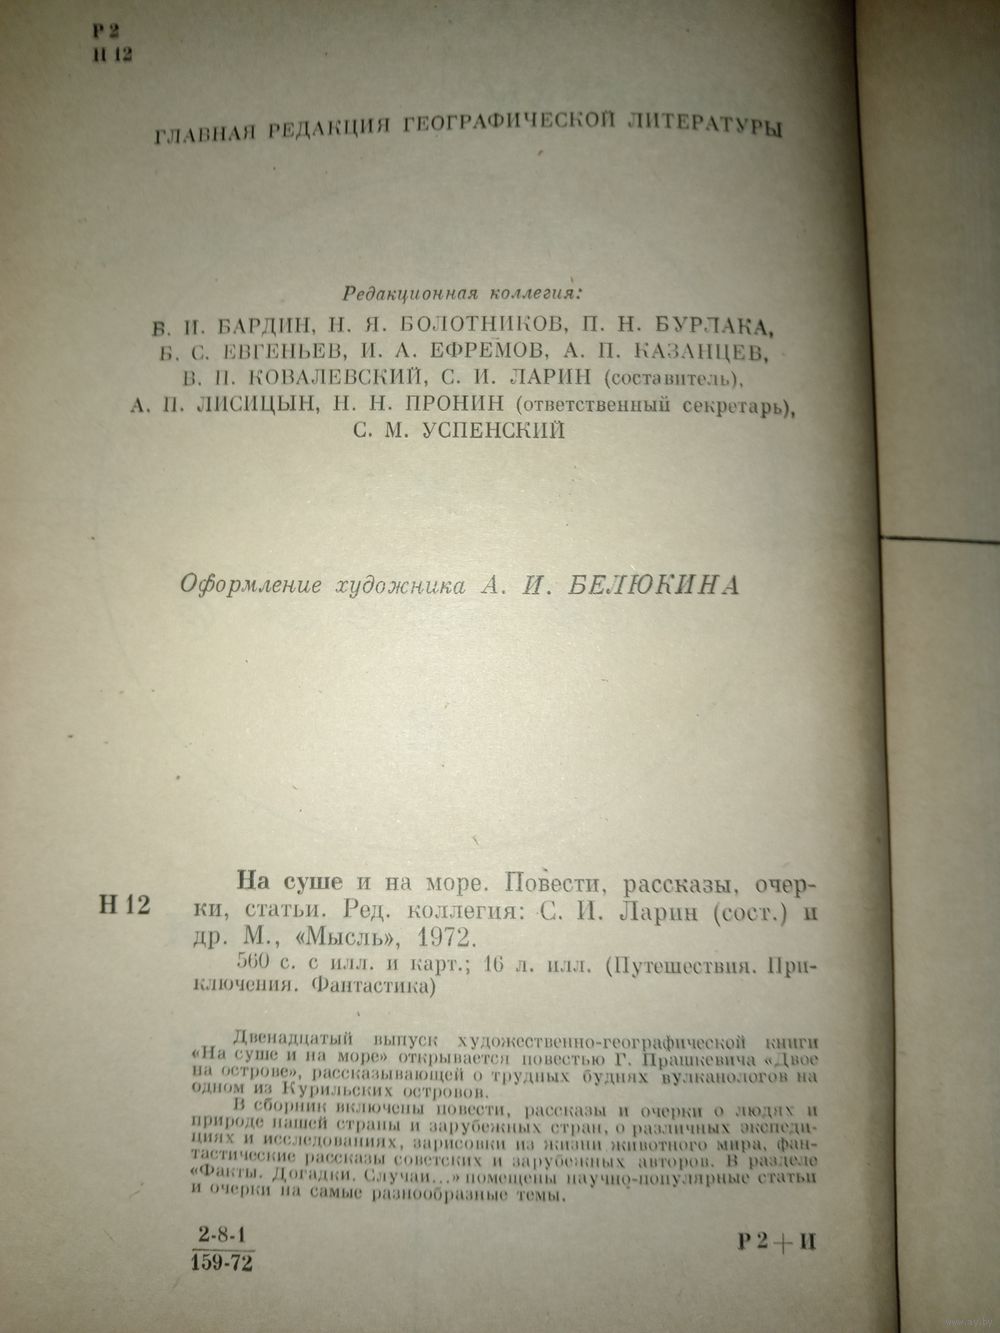 Р 2
Н 12
ГЛАВНАЯ РЕДАКЦИЯ ГЕОГРАФИЧЕСКОЙ ЛИТЕРАТУРЫ
Редакционная коллегия:
В. И. БАРДИН, Н. Я. БОЛОТНИКОВ, П. Н. БУРЛАКА,
Б. С. ЕВГЕНЬЕВ, И. А. ЕФРЕМОВ, А. П. КАЗАНЦЕВ,
В. П. КОВАЛЕВСКИЙ, С. И. ЛАРИН (составитель),
А. П. ЛИСИЦЫН, Н. Н. ПРОНИН (ответственный секретарь),
С. М. УСПЕНСКИЙ
Оформление художника А. И. БЕЛЮКИНА
На суше и на море. Повести, рассказы, очер-
Н 12 ки, статьи. Ред. коллегия: С. И. Ларин (сост.) и
др. М., «Мысль», 1972.
560 с. с илл. и карт.; 16 л. илл. (Путешествия. При-
ключения. Фантастика)
Двенадцатый выпуск художественно-географической книги
«На суше и на море» открывается повестью Г. Прашкевича «Двое
на острове», рассказывающей о трудных буднях вулканологов на
одном из Курильских островов.
В сборник включены повести, рассказы и очерки о людях и
природе нашей страны и зарубежных стран, о различных экспеди-
циях и исследованиях, зарисовки из жизни животного мира, фан-
тастические рассказы советских и зарубежных авторов. В разделе
«Факты. Догадки. Случаи...» помещены научно-популярные статьи
и очерки на самые разнообразные темы.
2-8-1
159-72
Р 2 + И
www.ay.by